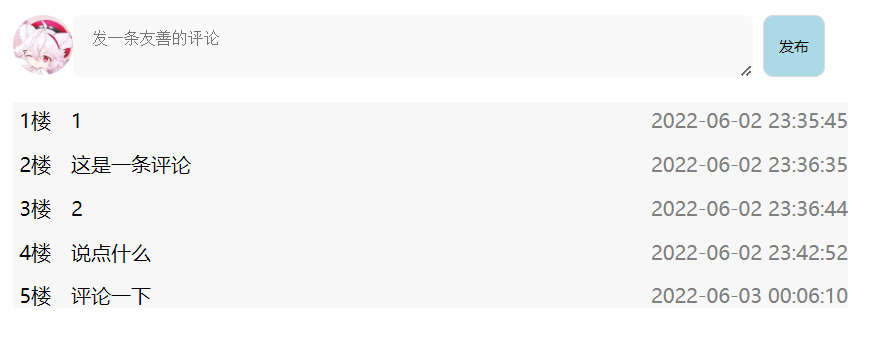 发一条友善的评论 发布
1楼 1 2022-06-02 23:35:45
2楼 这是一条评论 2022-06-02 23:36:35
3楼 2 2022-06-02 23:36:44
4楼 说点什么 2022-06-02 23:42:52
5楼 评论一下 2022-06-03 00:06:10